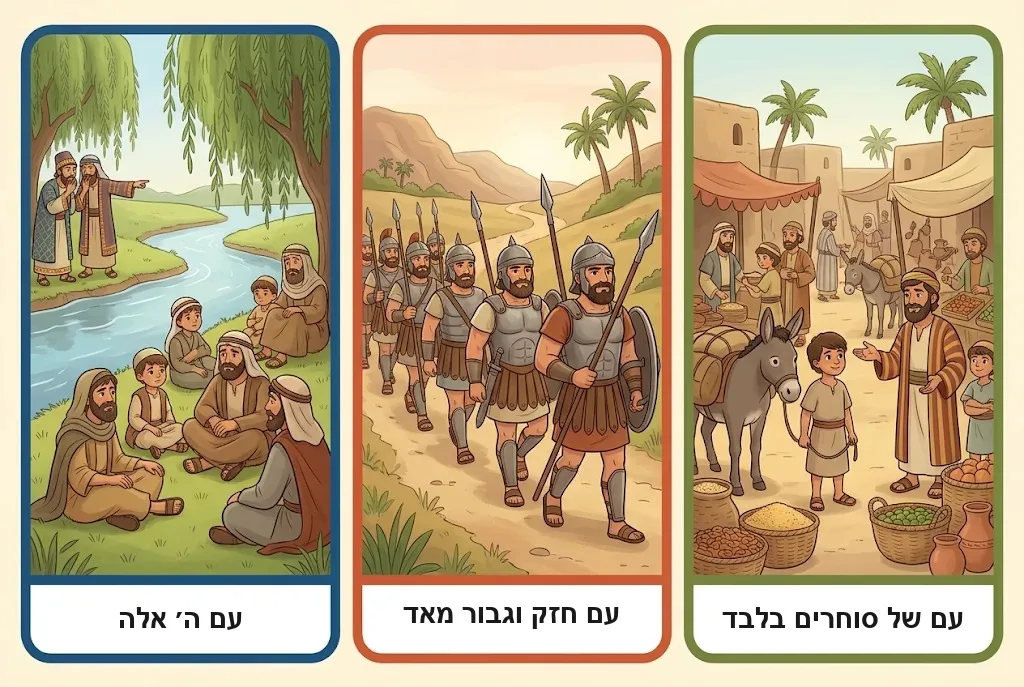 עם של סוחרים בלבד
עם חזק וגבור מאד
עם ה׳ אלה